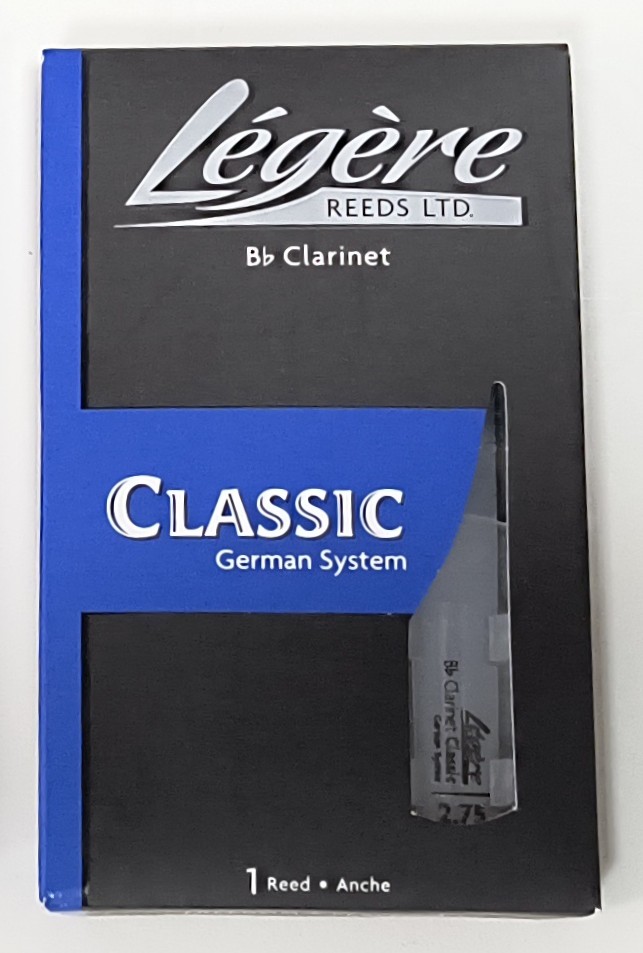 Légère
REEDS LTD.
B♭ Clarinet
CLASSIC
German System
Légère
B♭ Clarinet Classic
German System
2.75
1 Reed • Anche